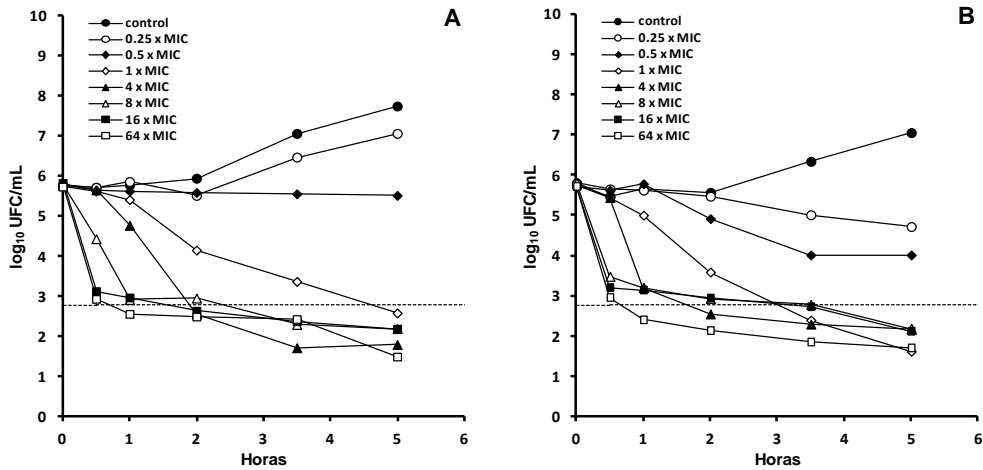 A
control
0.25 x MIC
0.5 x MIC
1 x MIC
4 x MIC
8 x MIC
16 x MIC
64 x MIC
10
9
8
7
6
5
4
3
2
1
0
log10 UFC/mL
0 1 2 3 4 5 6
Horas
B
control
0.25 x MIC
0.5 x MIC
1 x MIC
4 x MIC
8 x MIC
16 x MIC
64 x MIC
10
9
8
7
6
5
4
3
2
1
0
log10 UFC/mL
0 1 2 3 4 5 6
Horas